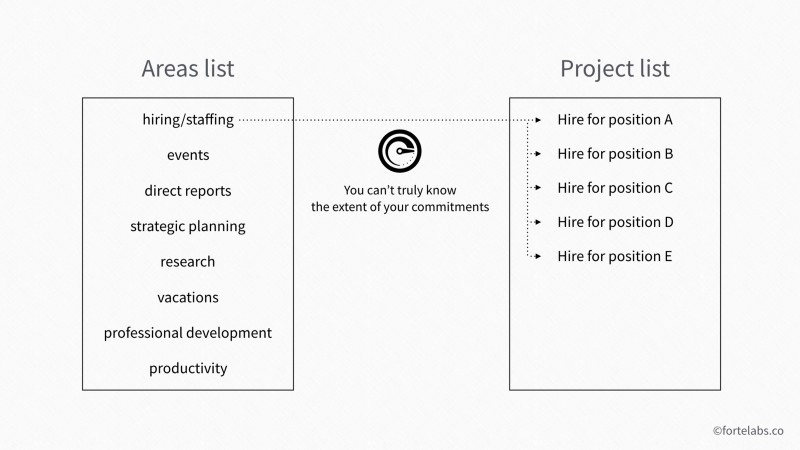 Areas list
hiring/staffing
events
direct reports
strategic planning
research
vacations
professional development
productivity
You can't truly know
the extent of your commitments
Project list
Hire for position A
Hire for position B
Hire for position C
Hire for position D
Hire for position E
©fortelabs.co